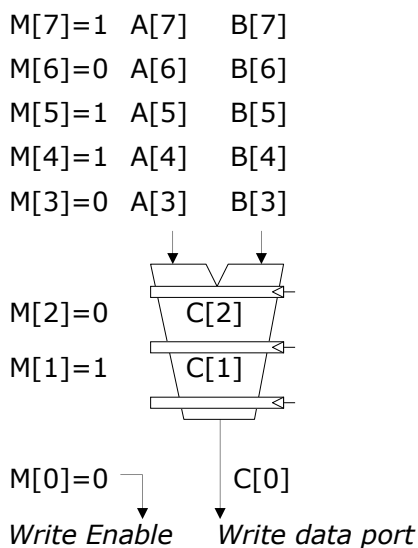 M[7]=1 A[7] B[7]
M[6]=0 A[6] B[6]
M[5]=1 A[5] B[5]
M[4]=1 A[4] B[4]
M[3]=0 A[3] B[3]
M[2]=0 C[2]
M[1]=1 C[1]
M[0]=0 C[0]
Write Enable Write data port